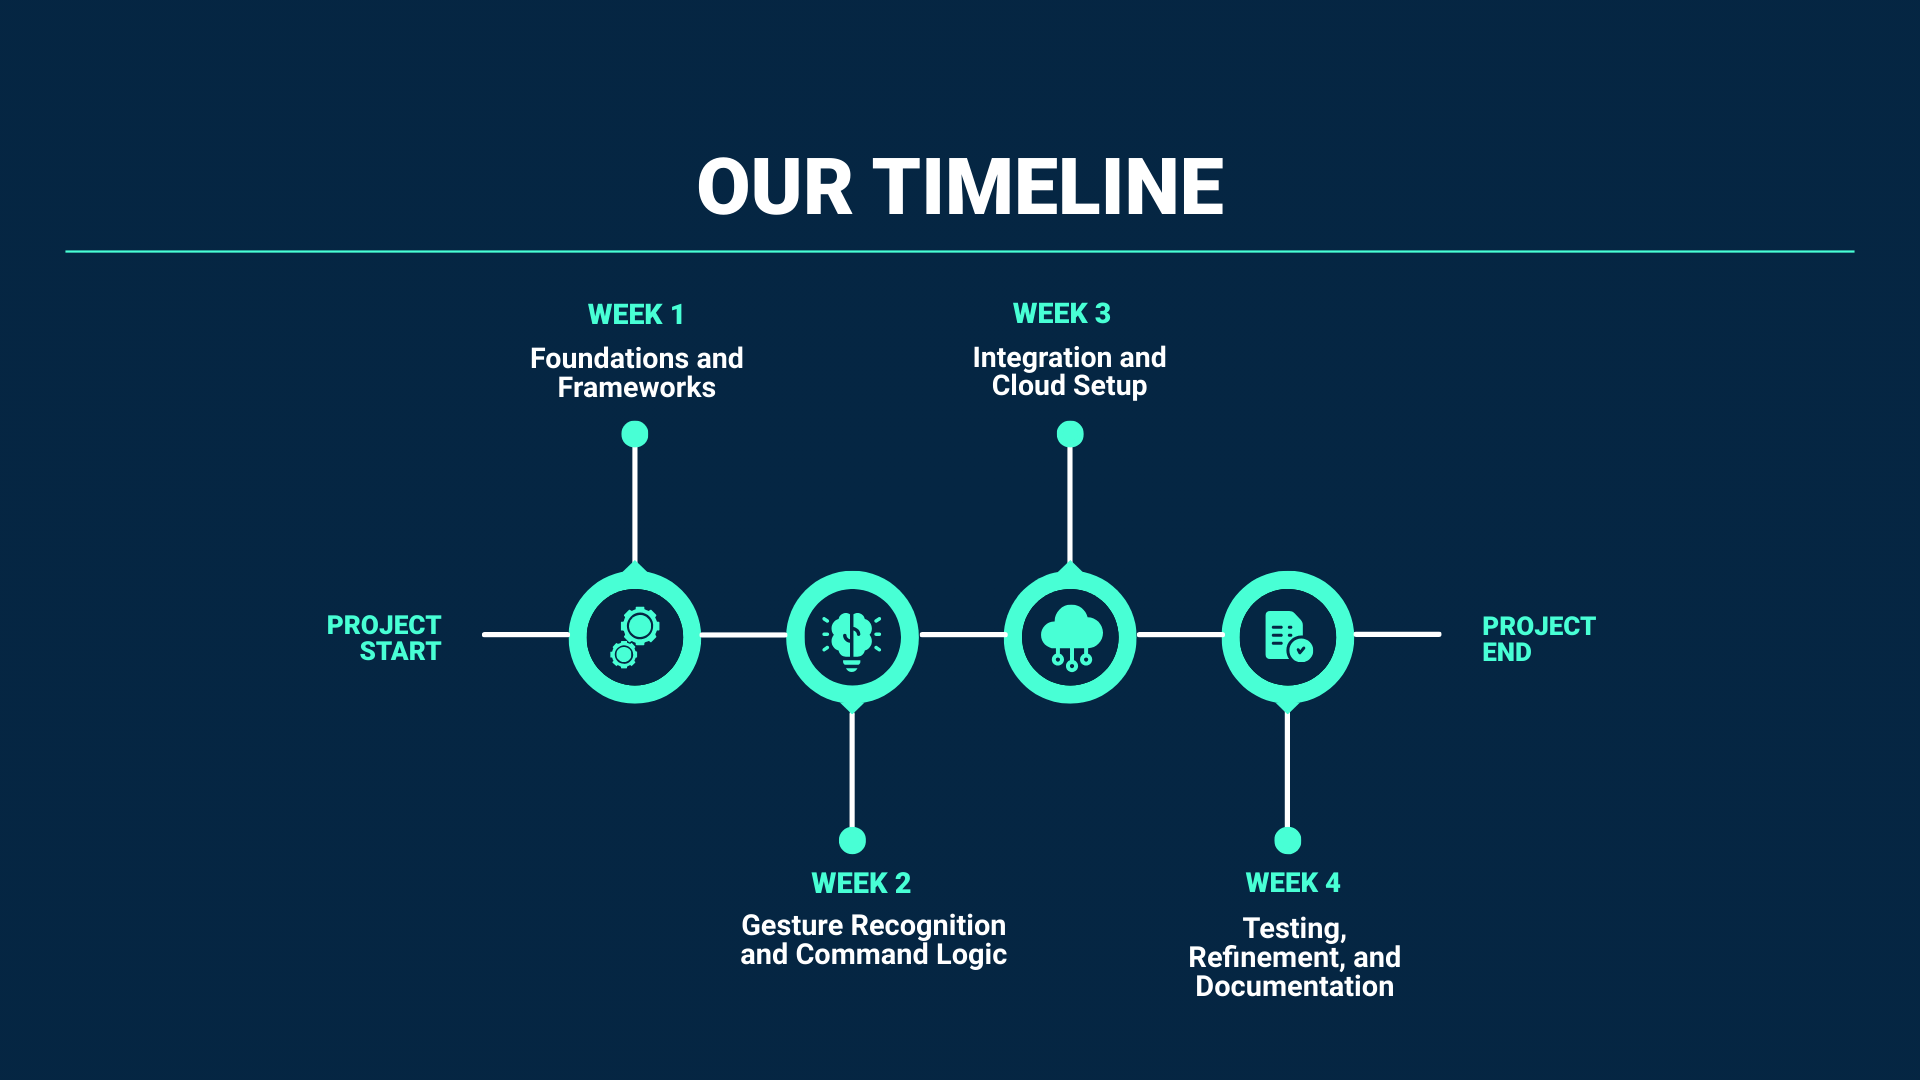 OUR TIMELINE
WEEK 1
Foundations and
Frameworks
WEEK 3
Integration and
Cloud Setup
PROJECT
START
PROJECT
END
WEEK 2
Gesture Recognition
and Command Logic
WEEK 4
Testing,
Refinement, and
Documentation